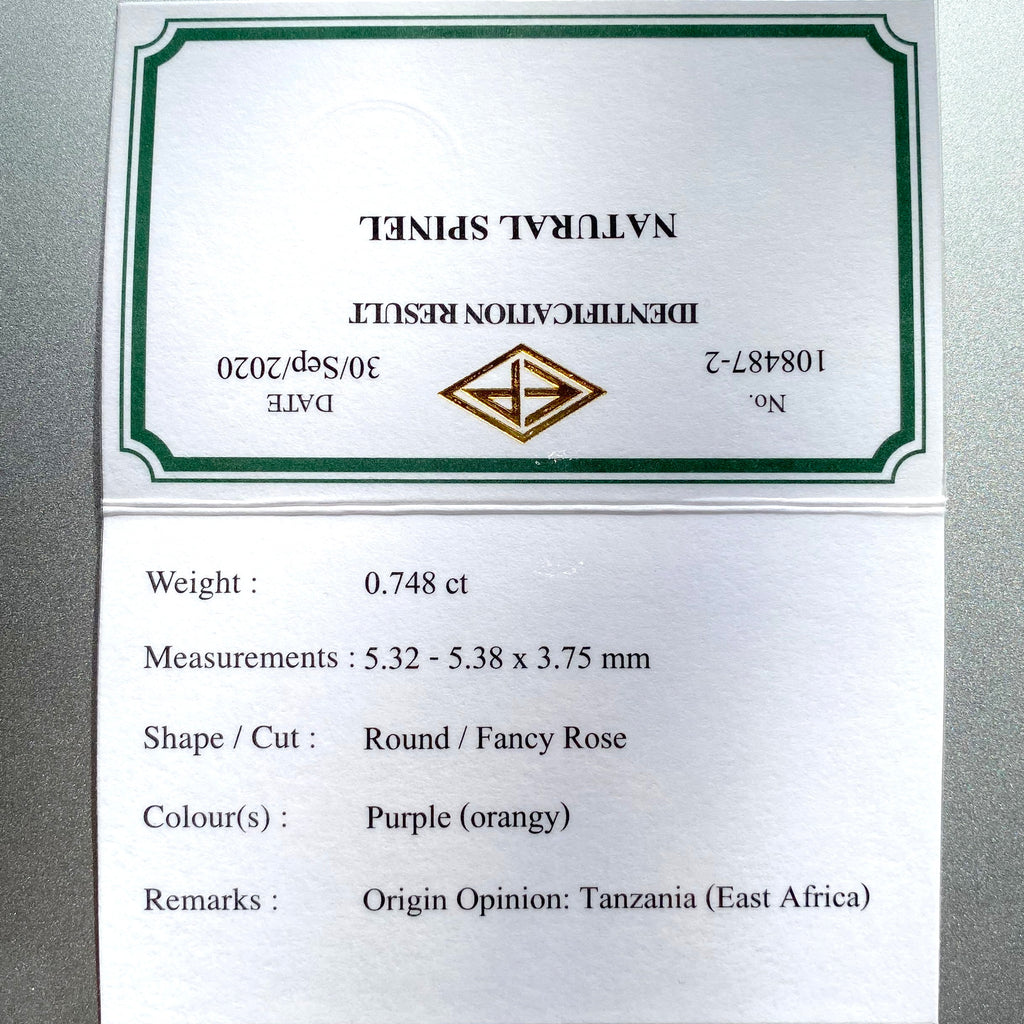 No. DATE
108487-2 30/Sep/2020
IDENTIFICATION RESULT
NATURAL SPINEL
Weight : 0.748 ct
Measurements : 5.32 - 5.38 x 3.75 mm
Shape / Cut : Round / Fancy Rose
Colour(s) : Purple (orangy)
Remarks : Origin Opinion: Tanzania (East Africa)